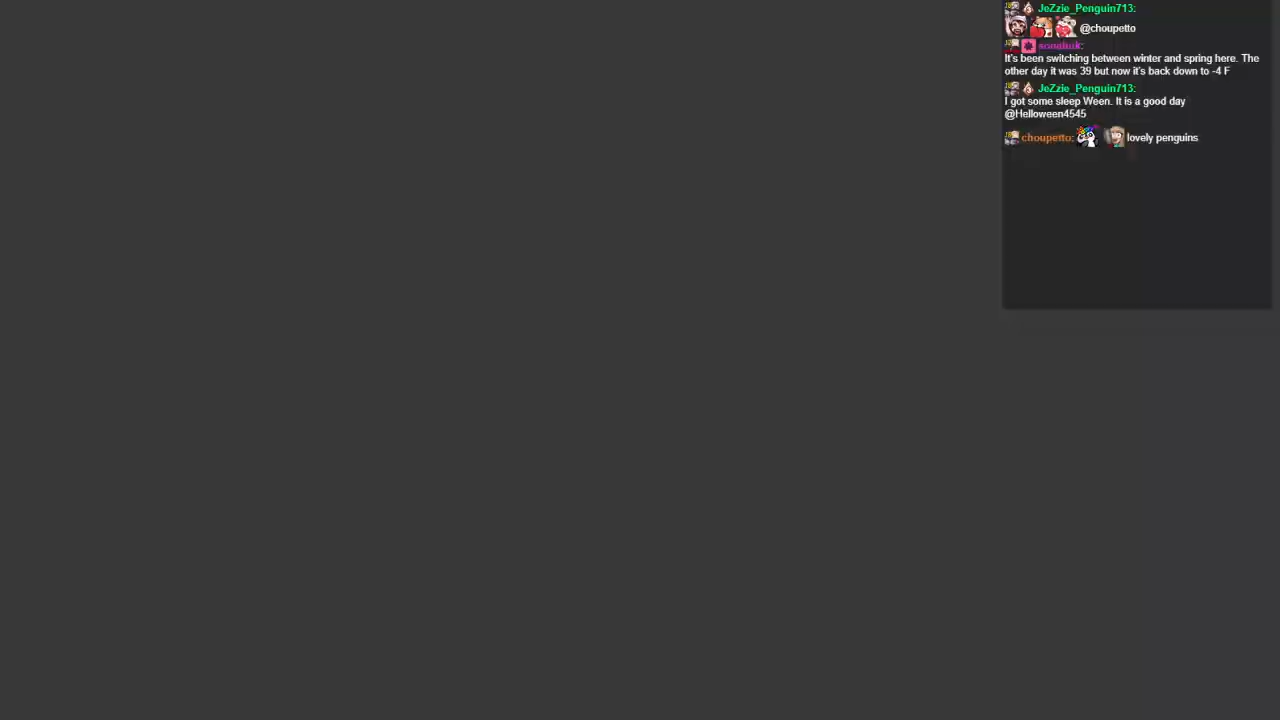 JeZzie_Penguin713:
@choupetto
It's been switching between winter and spring here. The
other day it was 39 but now it's back down to -4 F
JeZzie_Penguin713:
I got some sleep Ween. It is a good day
@Helloween4545
choupetto: lovely penguins